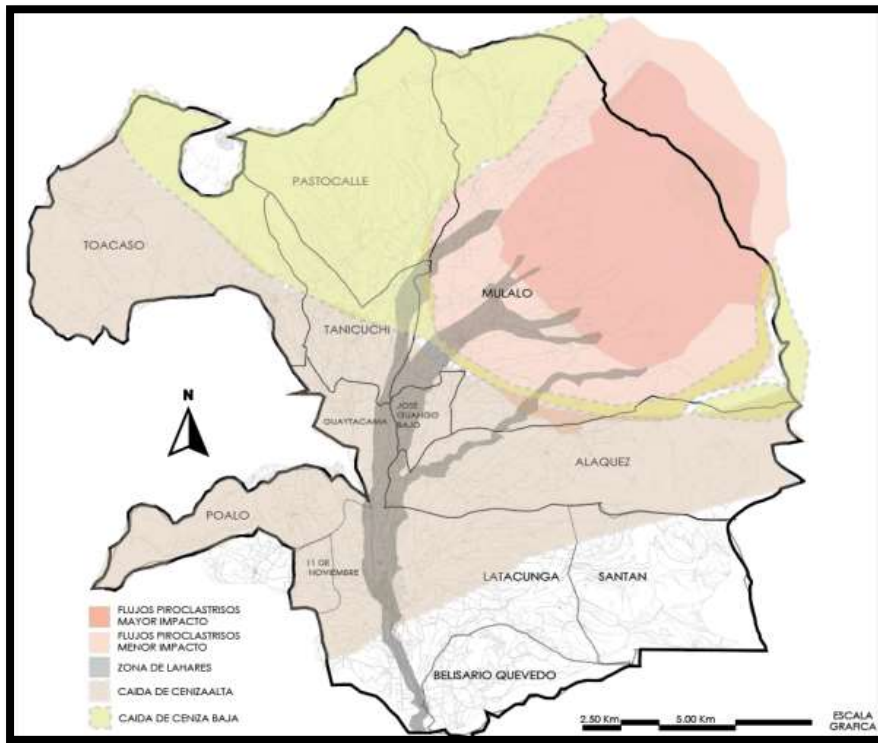 PASTOCALLE
TOACASO
MULALO
TANICUCHI
N
GUAYTACAMA
JOSE
GUANGO
BAJO
ALAQUEZ
POALO
11 DE
NOVIEMBRE
LATACUNGA
SANTAN
BELISARIO QUEVEDO
FLUJOS PIROCLASTRISOS
MAYOR IMPACTO
FLUJOS PIROCLASTRISOS
MENOR IMPACTO
ZONA DE LAHARES
CAIDA DE CENIZAALTA
CAIDA DE CENIZA BAJA
2.50 Km
5.00 Km
ESCALA
GRAFICA